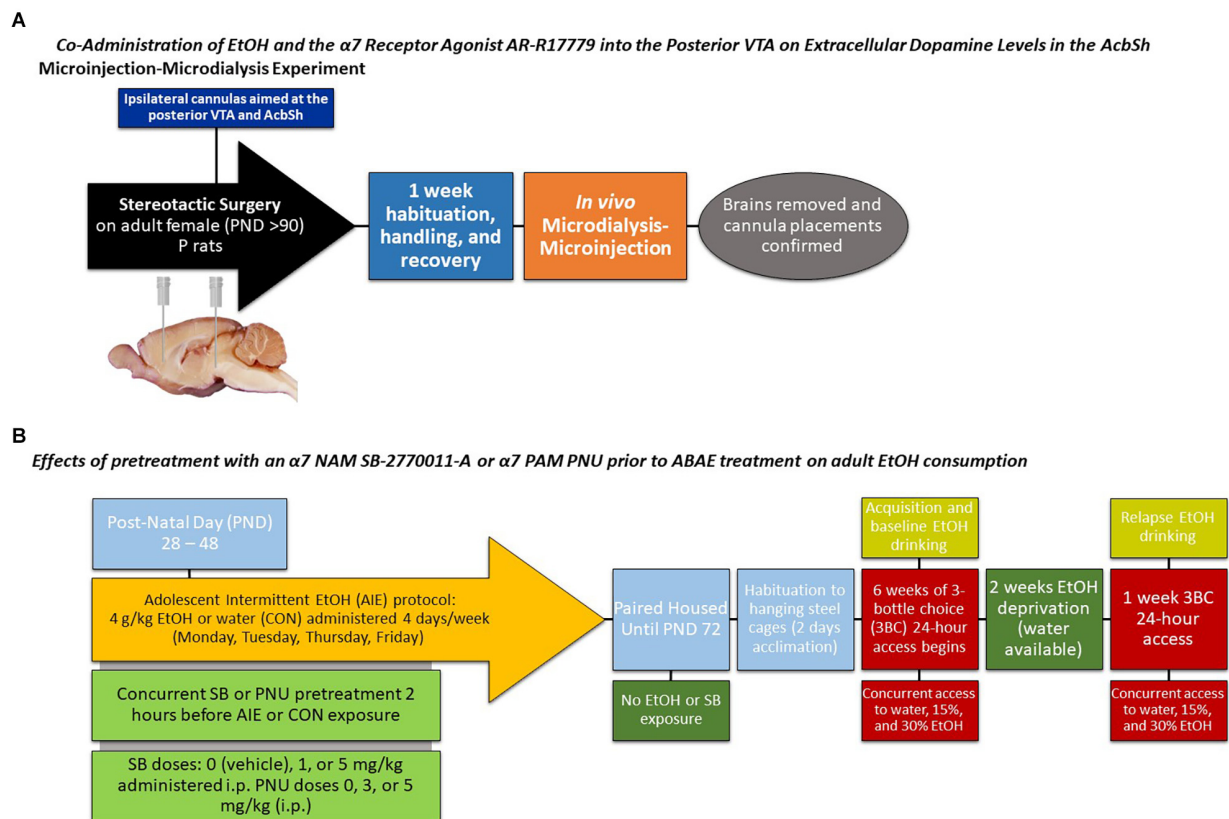 A
Co-Administration of EtOH and the α7 Receptor Agonist AR-R17779 into the Posterior VTA on Extracellular Dopamine Levels in the AcbSh
Microinjection-Microdialysis Experiment
Ipsilateral cannulas aimed at the
posterior VTA and AcbSh
Stereotactic Surgery
on adult female (PND >90)
P rats
1 week
habituation,
handling, and
recovery
In vivo
Microdialysis-
Microinjection
Brains removed and
cannula placements
confirmed
B
Effects of pretreatment with an α7 NAM SB-2770011-A or α7 PAM PNU prior to ABAE treatment on adult EtOH consumption
Post-Natal Day (PND)
28 – 48
Adolescent Intermittent EtOH (AIE) protocol:
4 g/kg EtOH or water (CON) administered 4 days/week
(Monday, Tuesday, Thursday, Friday)
Concurrent SB or PNU pretreatment 2
hours before AIE or CON exposure
SB doses: 0 (vehicle), 1, or 5 mg/kg
administered i.p. PNU doses 0, 3, or 5
mg/kg (i.p.)
Paired Housed
Until PND 72
No EtOH or SB
exposure
Habituation to
hanging steel
cages (2 days
acclimation)
Acquisition and
baseline EtOH
drinking
6 weeks of 3-
bottle choice
(3BC) 24-hour
access begins
Concurrent access
to water, 15%,
and 30% EtOH
2 weeks EtOH
deprivation
(water
available)
Relapse EtOH
drinking
1 week 3BC
24-hour
access
Concurrent access
to water, 15%,
and 30% EtOH